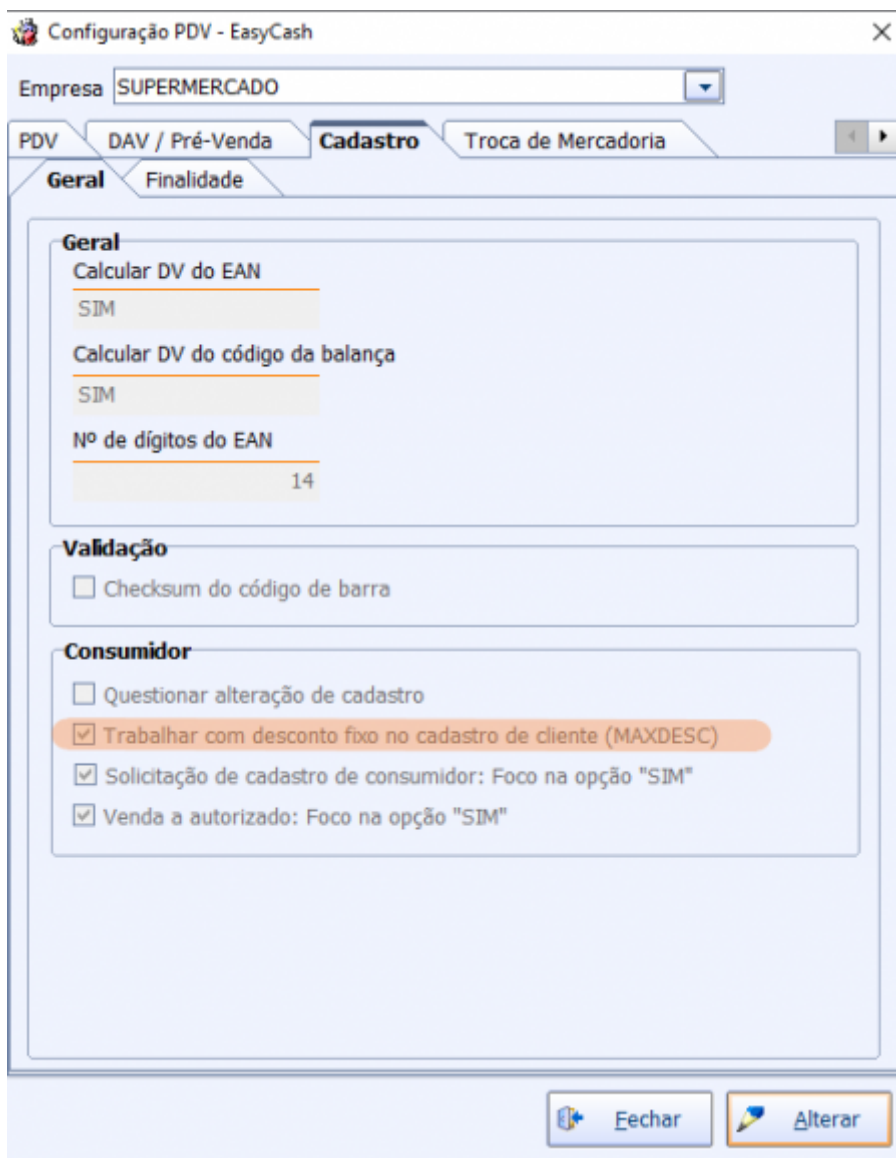 Configuração PDV - EasyCash
Empresa SUPERMERCADO
PDV DAV / Pré-Venda Cadastro Troca de Mercadoria
Geral Finalidade
Geral
Calcular DV do EAN
SIM
Calcular DV do código da balança
SIM
Nº de dígitos do EAN
14
Validação
Checksum do código de barra
Consumidor
Questionar alteração de cadastro
Trabalhar com desconto fixo no cadastro de cliente (MAXDESC)
Solicitação de cadastro de consumidor: Foco na opção "SIM"
Venda a autorizado: Foco na opção "SIM"
Fechar Alterar